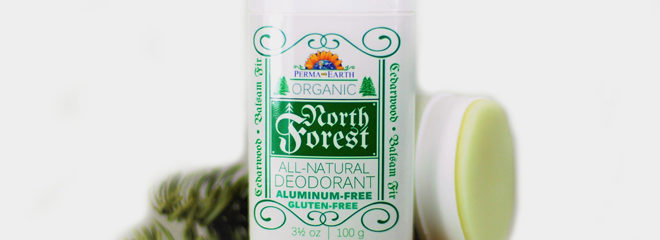 PERMA EARTH
ORGANIC
North
Forest
ALL-NATURAL
DEODORANT
ALUMINUM-FREE
GLUTEN-FREE
3½ oz | 100 g
Cedarwood • Balsam Fir
Cedarwood • Balsam Fir